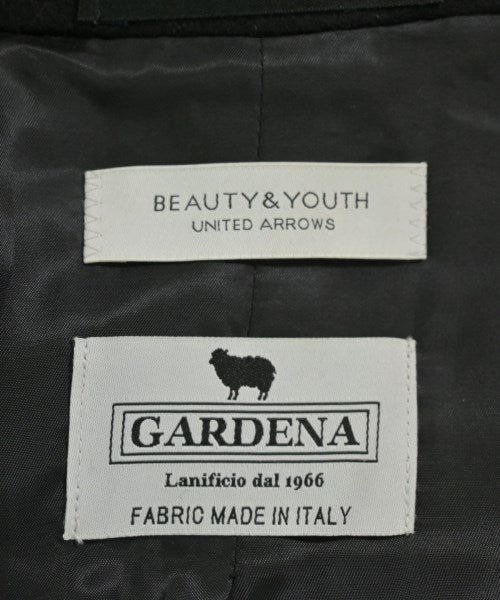 BEAUTY&YOUTH
UNITED ARROWS
GARDENA
Lanificio dal 1966
FABRIC MADE IN ITALY